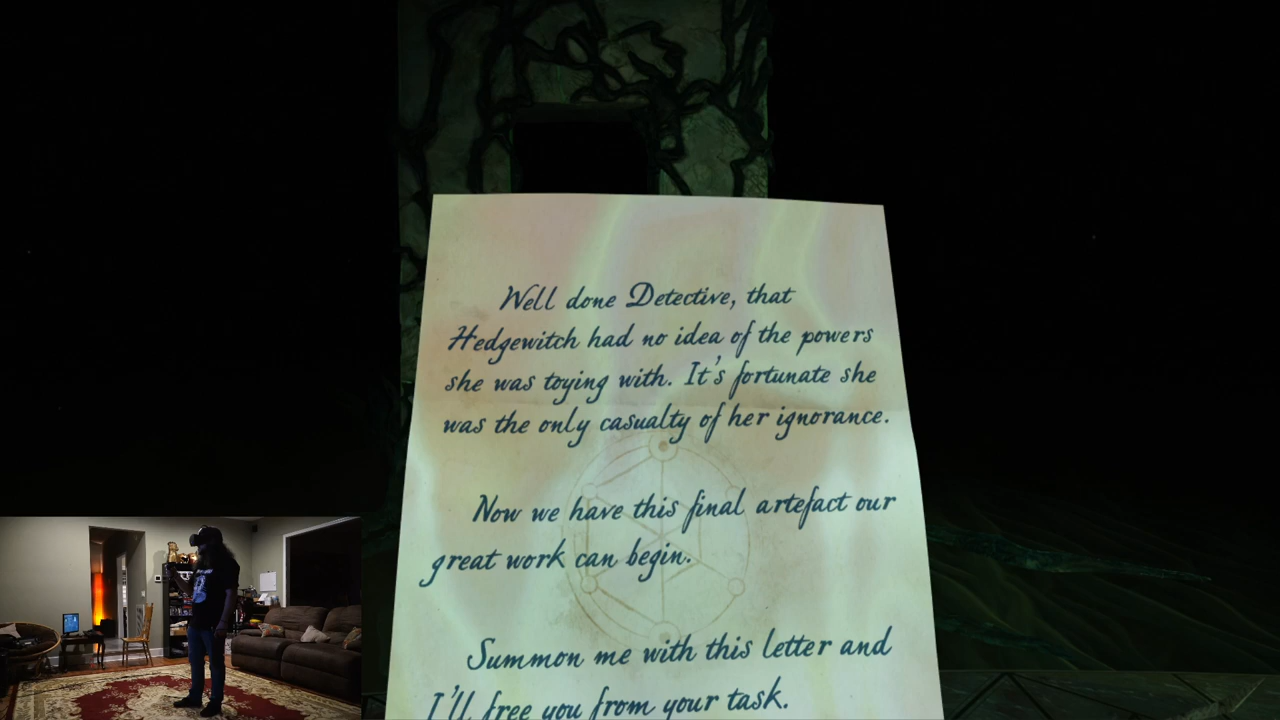 Well done Detective, that
Hedgewitch had no idea of the powers
she was toying with. It's fortunate she
was the only casualty of her ignorance.
Now we have this final artefact our
great work can begin.
Summon me with this letter and
I'll free you from your task.